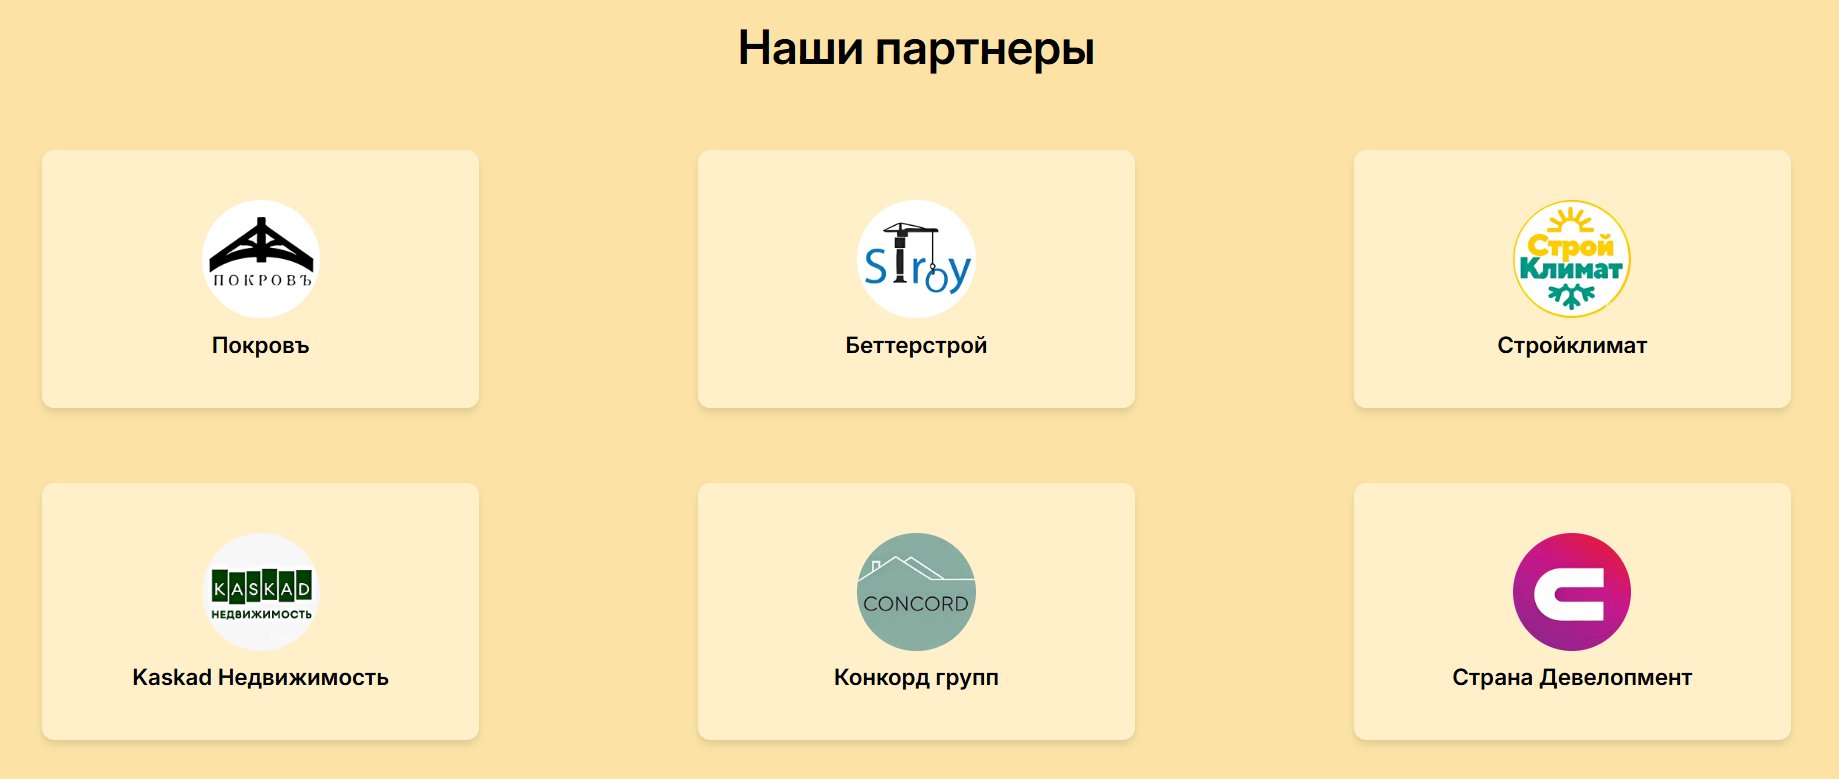 Наши партнеры
ПОКРОВЪ
Покровъ
Stroy
Беттерстрой
Строй
Климат
Стройклимат
KASKAD
НЕДВИЖИМОСТЬ
Kaskad Недвижимость
CONCORD
Конкорд групп
Страна Девелопмент